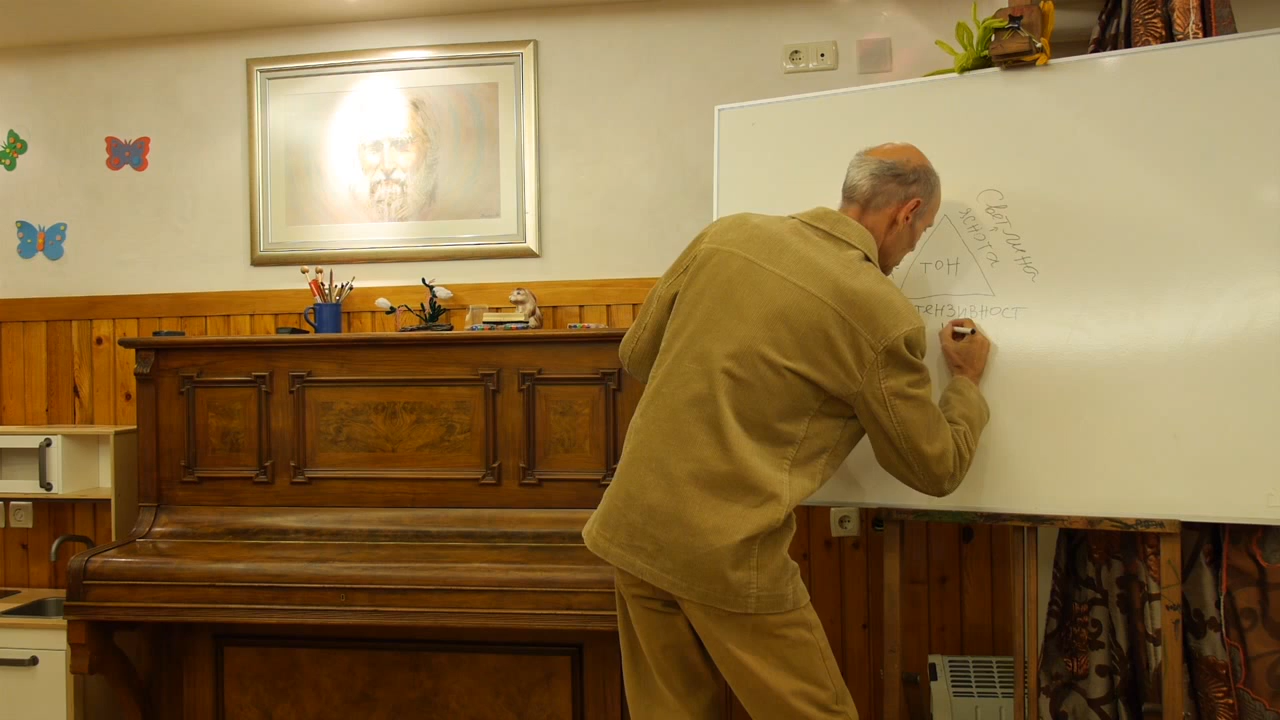 Светлина
яснота
тон
тензивност